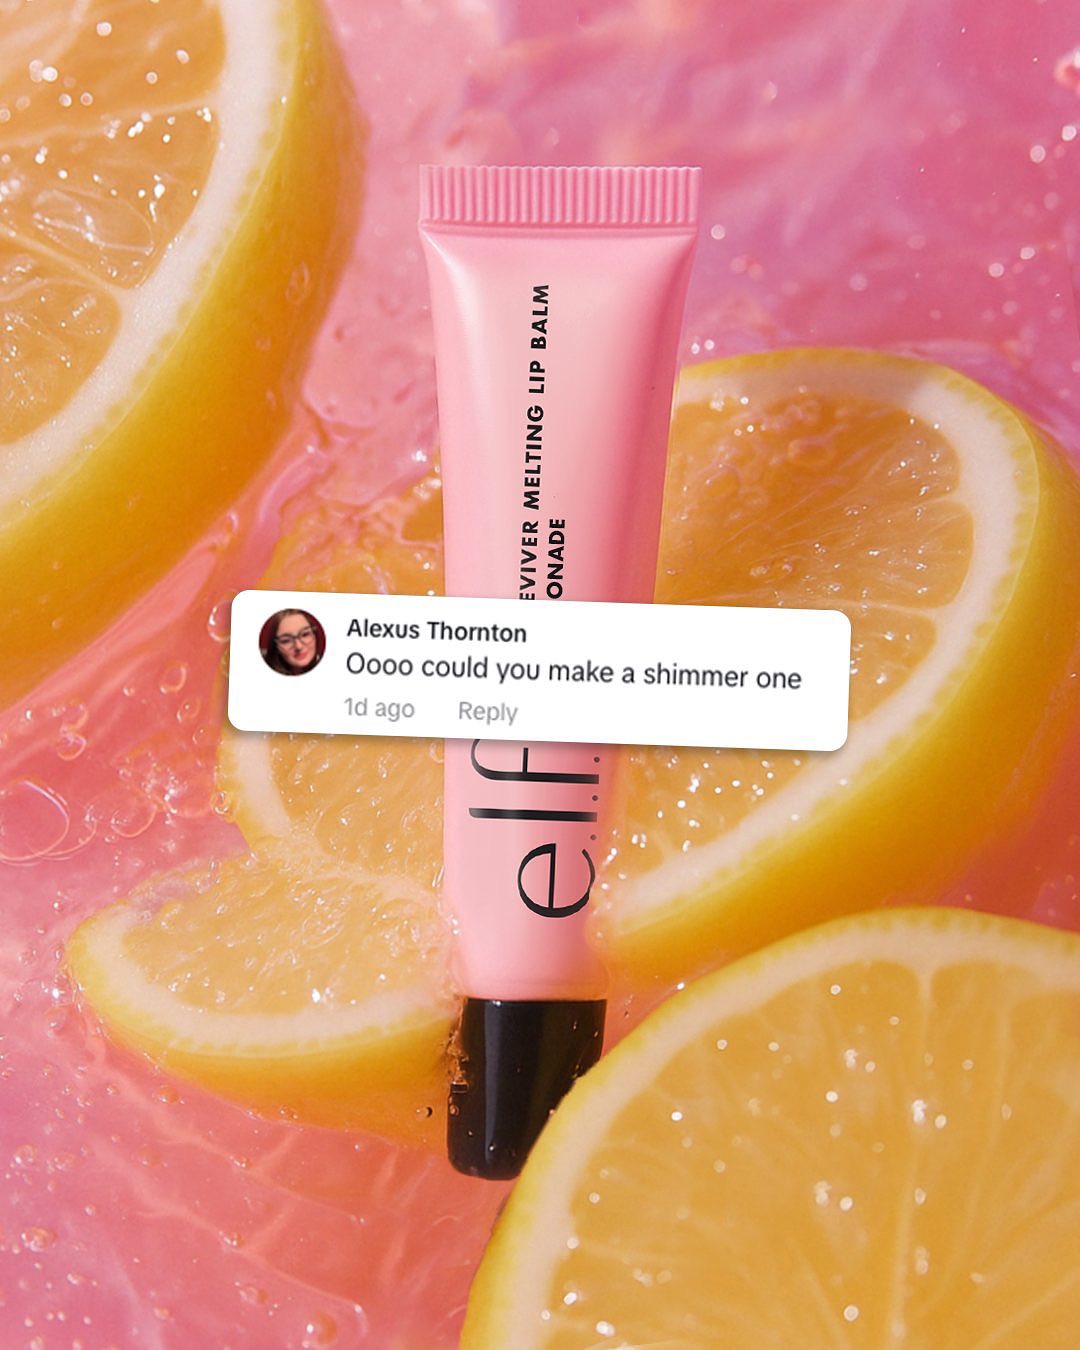 EVIVER MELTING LIP BALM
ONADE
Alexus Thornton
Oooo could you make a shimmer one
1d ago Reply
e.l.f.